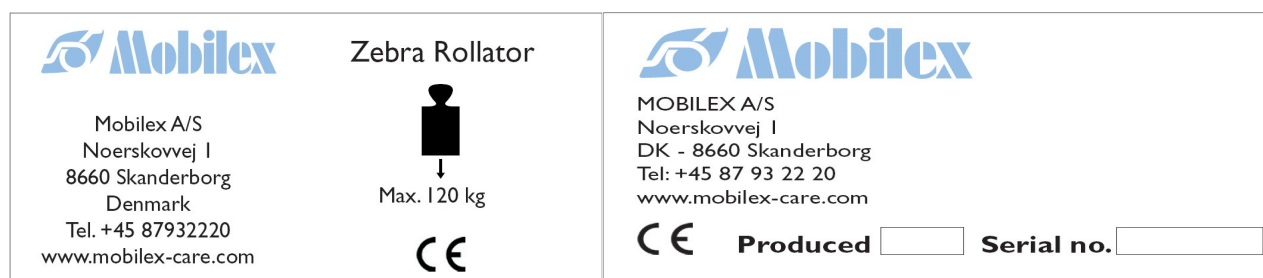 Mobilex
Mobilex A/S
Noerskovvej 1
8660 Skanderborg
Denmark
Tel. +45 87932220
www.mobilex-care.com
Zebra Rollator
Max. 120 kg
CE
Mobilex
MOBILEX A/S
Noerskovvej 1
DK - 8660 Skanderborg
Tel: +45 87 93 22 20
www.mobilex-care.com
CE Produced Serial no.